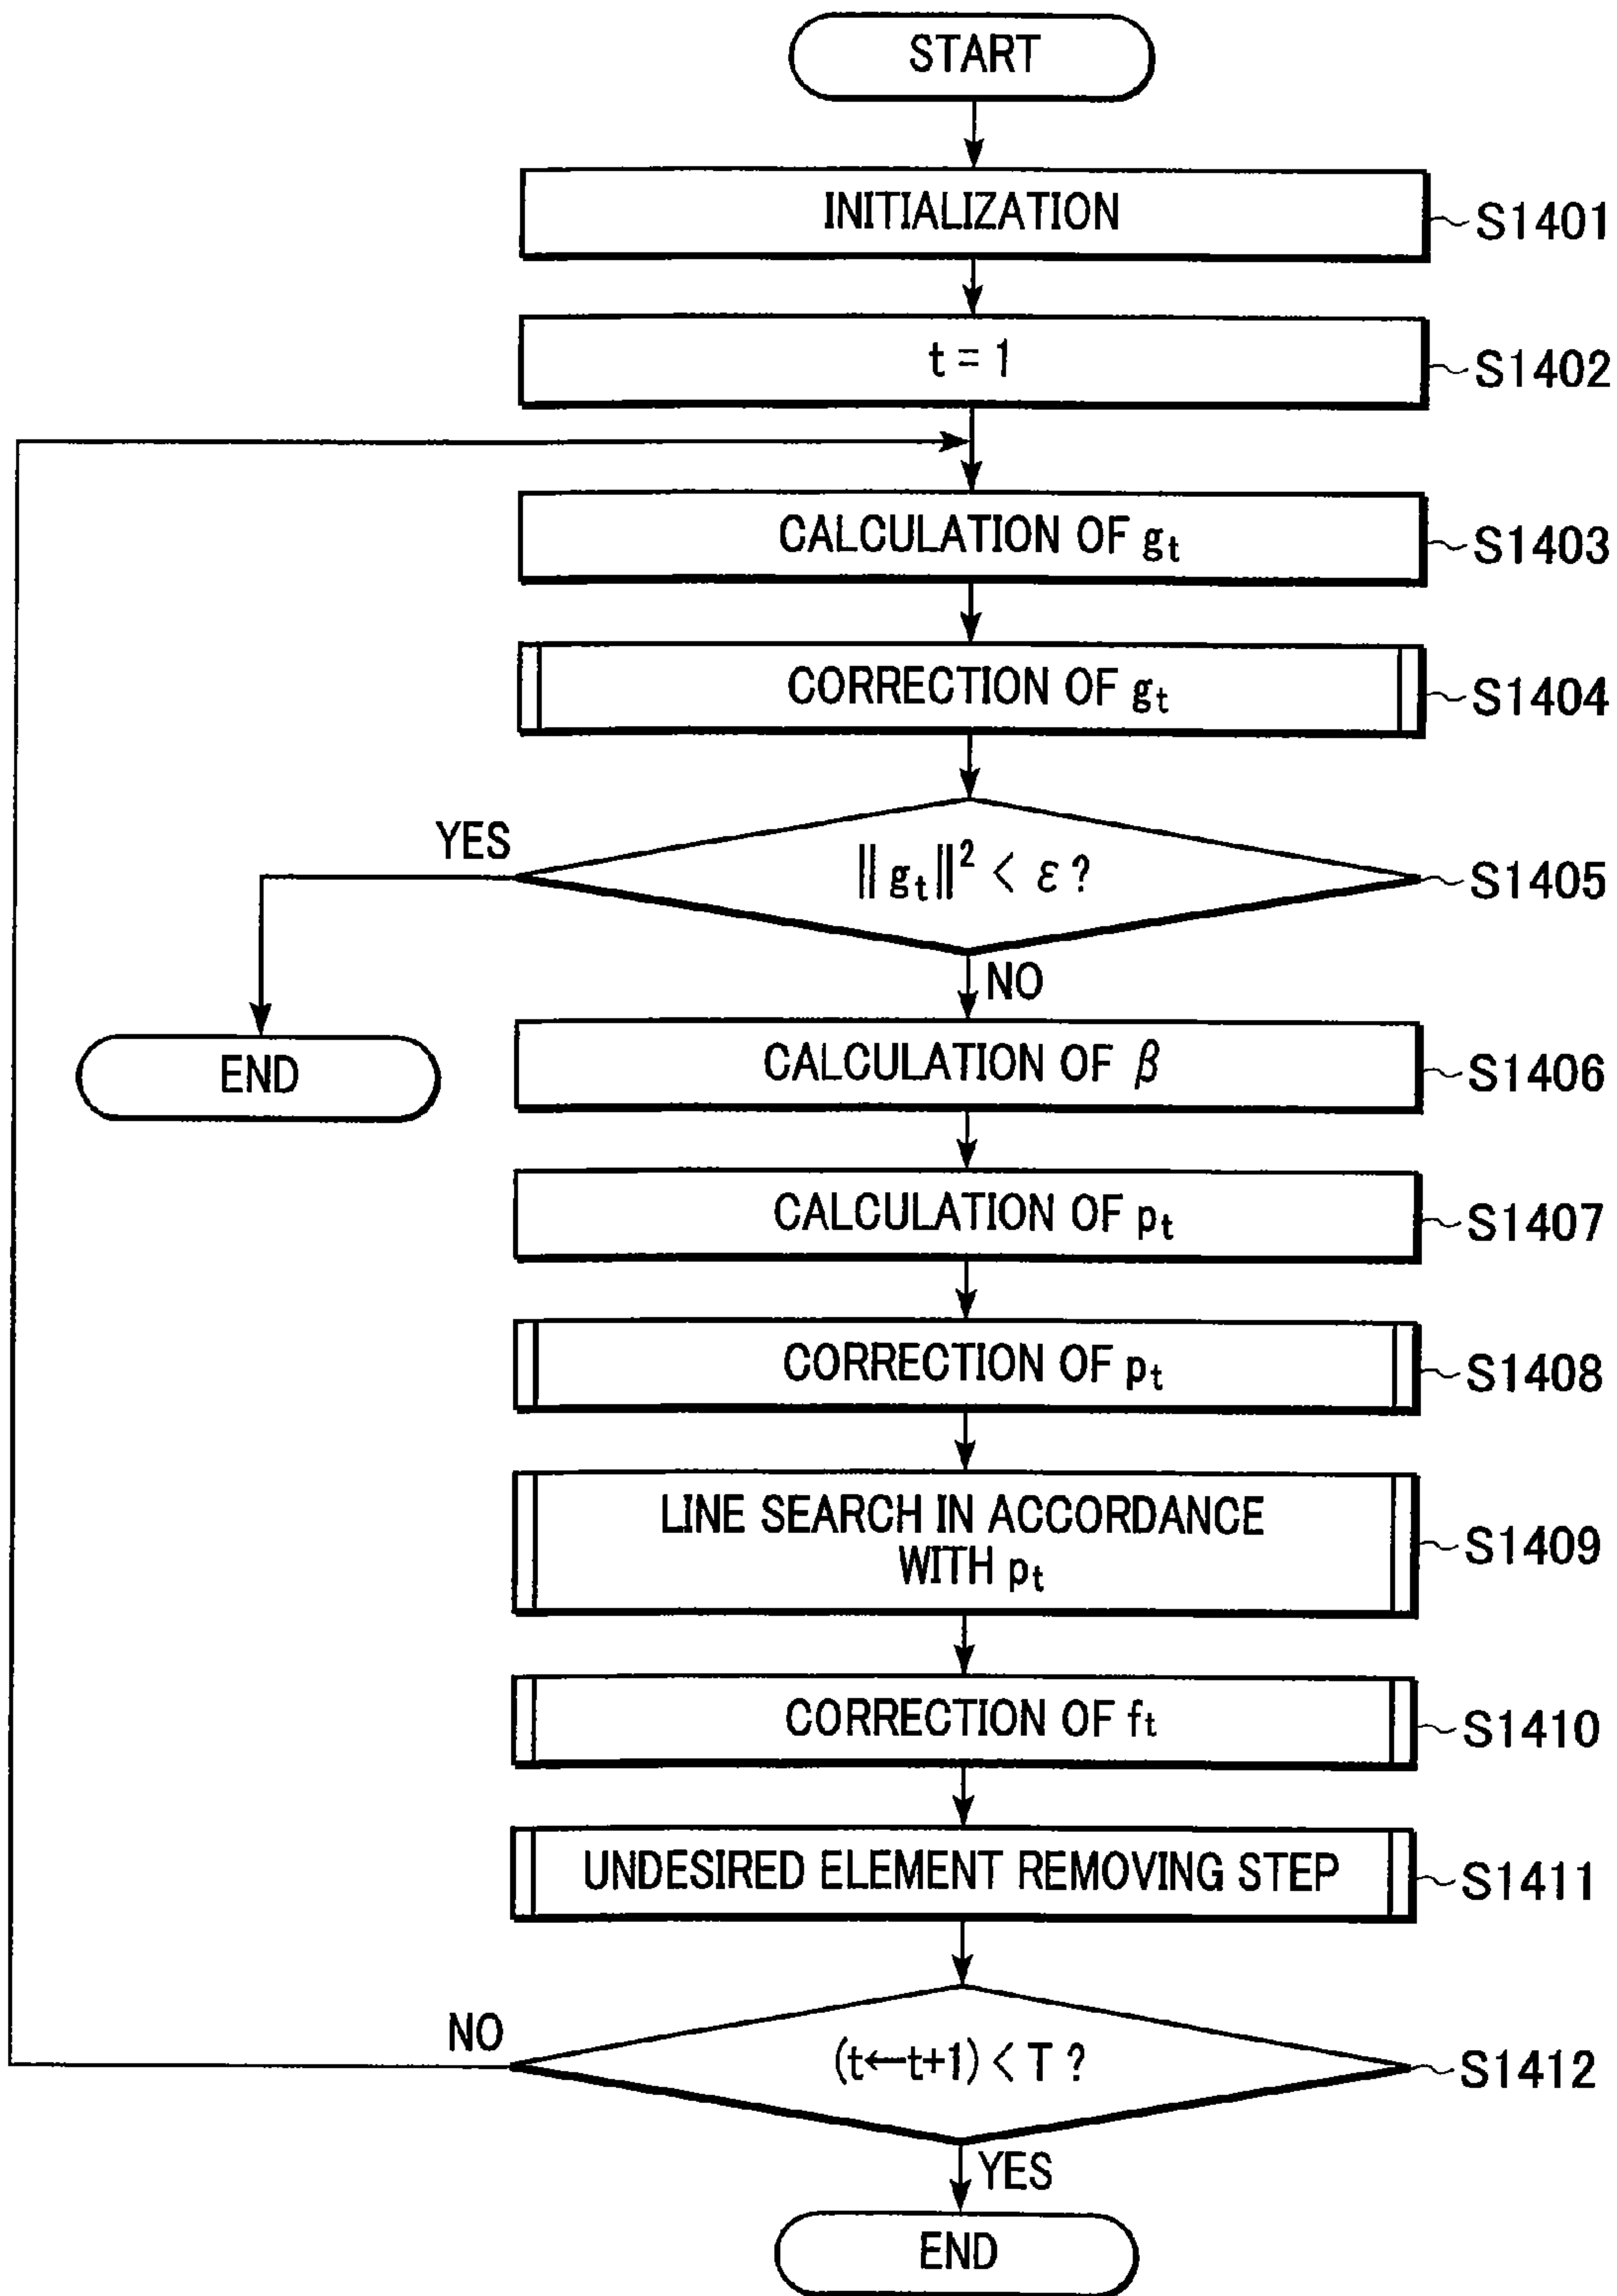 START
INITIALIZATION
S1401
t = 1
S1402
CALCULATION OF gt
S1403
CORRECTION OF gt
S1404
YES
‖gt‖² < ε ?
S1405
NO
END
CALCULATION OF β
S1406
CALCULATION OF pt
S1407
CORRECTION OF pt
S1408
LINE SEARCH IN ACCORDANCE
WITH pt
S1409
CORRECTION OF ft
S1410
UNDESIRED ELEMENT REMOVING STEP
S1411
NO
(t←t+1) < T ?
S1412
YES
END